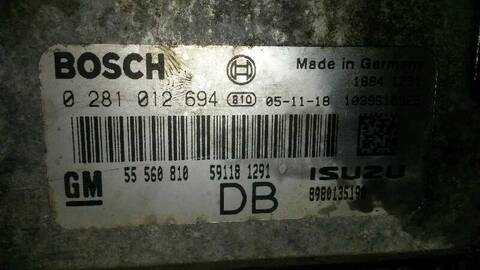 BOSCH Made in Germany
0 281 012 694 810 05-11-18
GM 55 560 810 59118 1291 ISUZU
DB